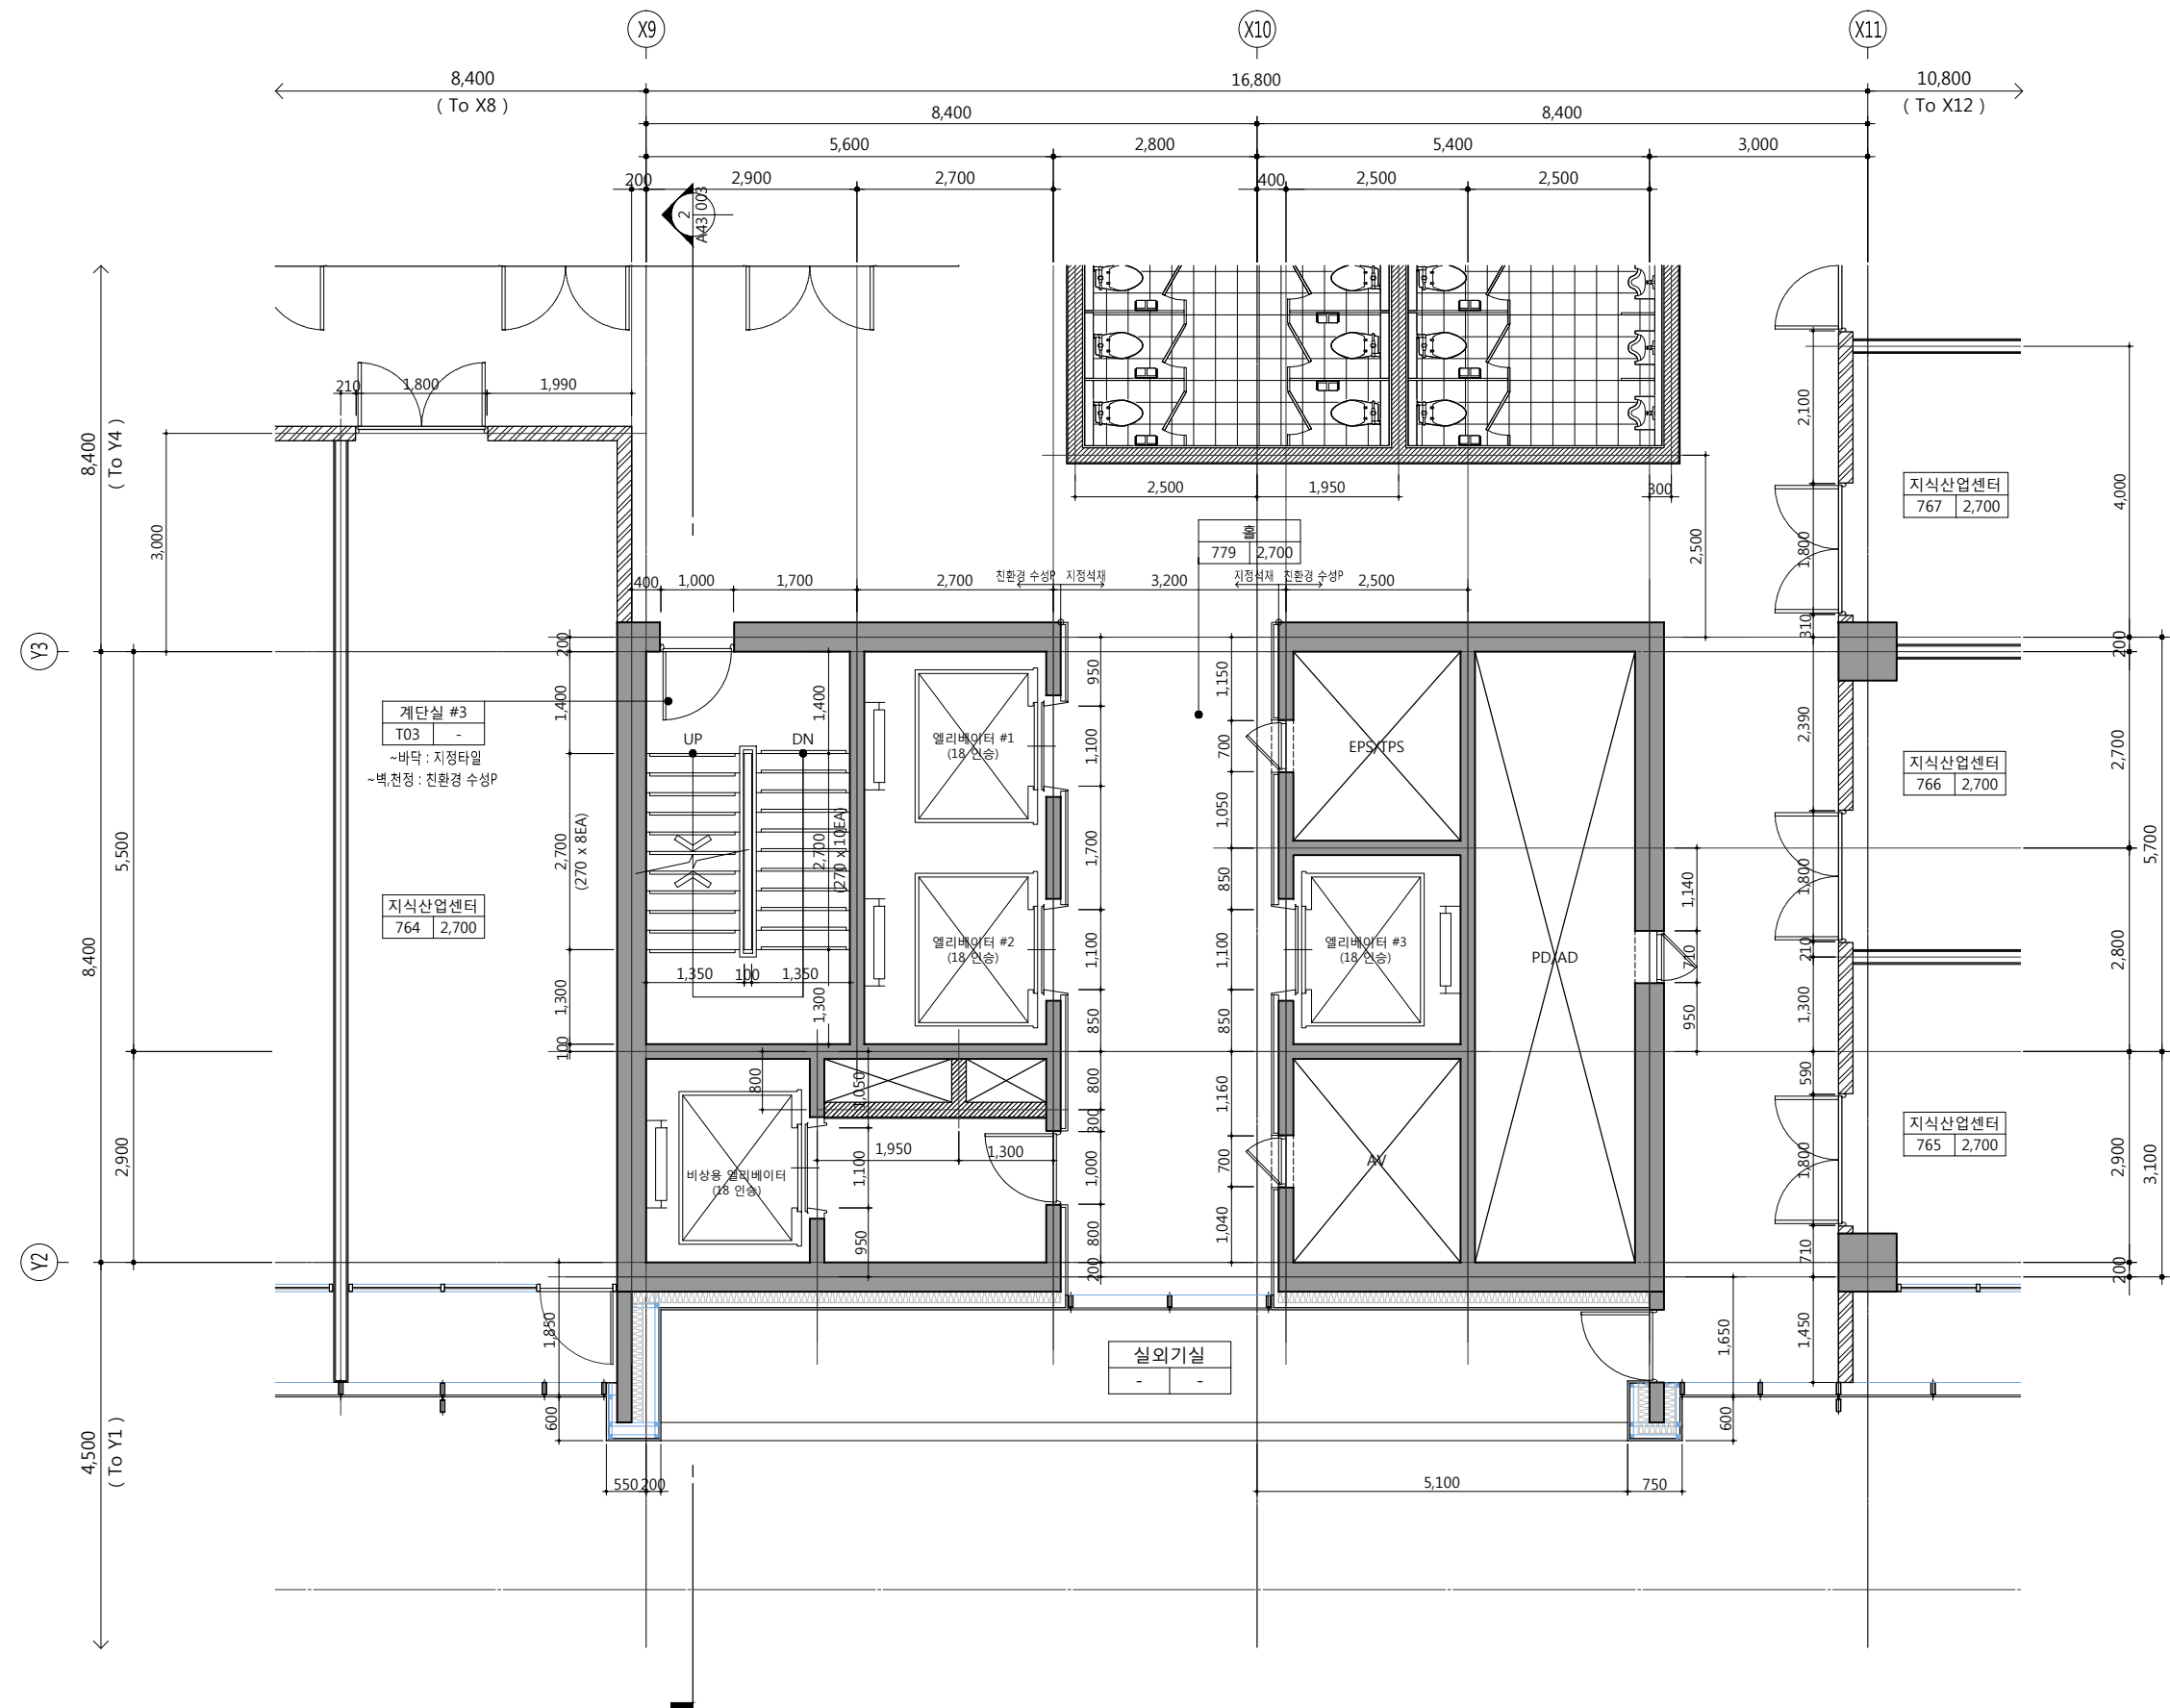 X9
X10
X11
8,400
( To X8 )
16,800
10,800
( To X12 )
8,400
8,400
5,600
2,800
5,400
3,000
200
2,900
2,700
400
2,500
2,500
2
A43 003
210
1,800
1,990
8,400
( To Y4 )
3,000
2,100
4,000
지식산업센터
767 2,700
2,500
1,950
300
홀
779 2,700
2,500
1,800
400
1,000
1,700
2,700
친환경 수성P
지정석재
3,200
지정석재
친환경 수성P
2,500
310
Y3
200
200
950
1,150
1,400
1,400
계단실 #3
T03 -
~바닥 : 지정타일
~벽,천정 : 친환경 수성P
UP
DN
엘리베이터 #1
(18 인승)
1,100
700
EPS/TPS
2,390
2,700
지식산업센터
766 2,700
5,500
2,700
(270 x 8EA)
2,700
(270 x 10EA)
1,700
1,050
850
1,140
1,800
5,700
지식산업센터
764 2,700
8,400
엘리베이터 #2
(18 인승)
1,100
1,100
엘리베이터 #3
(18 인승)
PD/AD
710
210
2,800
1,350
100
1,350
1,300
1,300
850
850
950
1,300
100
800
1,050
800
300
1,160
590
2,900
1,950
1,300
1,100
1,000
700
AV
비상용 엘리베이터
(18 인승)
지식산업센터
765 2,700
1,800
2,900
3,100
950
800
1,040
710
Y2
200
200
1,850
실외기실
- -
1,650
1,450
600
600
4,500
( To Y1 )
550
200
5,100
750